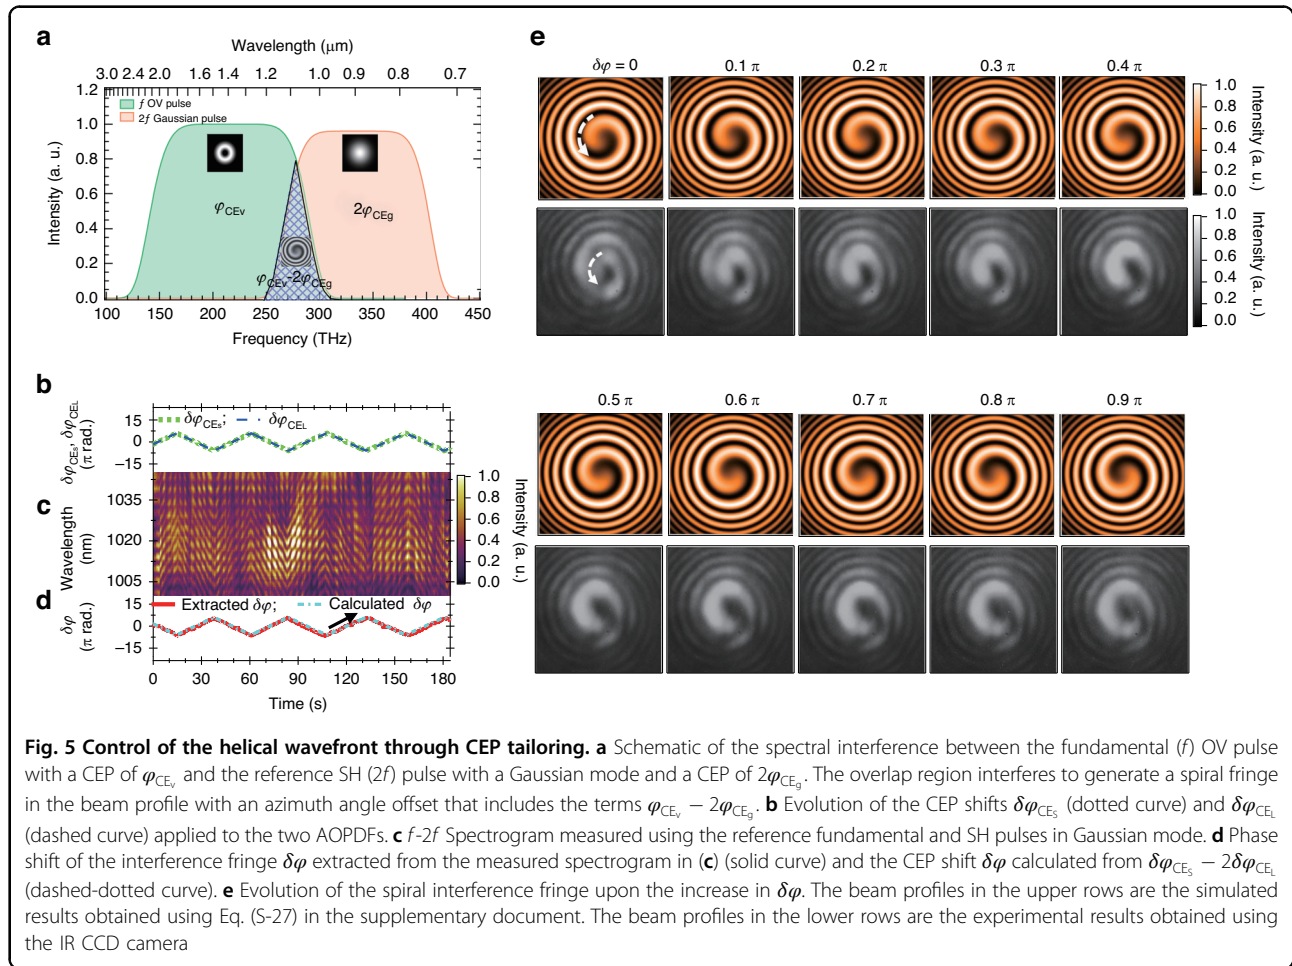 a
Wavelength (μm)
3.0 2.4 2.0 1.6 1.4 1.2 1.0 0.9 0.8 0.7
1.2
1.0
0.8
0.6
0.4
0.2
0.0
Intensity (a. u.)
f OV pulse
2f Gaussian pulse
φCEv
2φCEg
φCEv-2φCEg
100 150 200 250 300 350 400 450
Frequency (THz)
b
δφCEs, δφCEL
(π rad.)
15
0
−15
δφCEs; δφCEL
c
Wavelength
(nm)
1035
1020
1005
1.0
0.8
0.6
0.4
0.2
0.0
Intensity (a. u.)
d
δφ
(π rad.)
15
0
−15
Extracted δφ; Calculated δφ
0 30 60 90 120 150 180
Time (s)
e
δφ = 0 0.1 π 0.2 π 0.3 π 0.4 π
1.0
0.8
0.6
0.4
0.2
0.0
Intensity (a. u.)
1.0
0.8
0.6
0.4
0.2
0.0
Intensity (a. u.)
0.5 π 0.6 π 0.7 π 0.8 π 0.9 π
Fig. 5 Control of the helical wavefront through CEP tailoring. a Schematic of the spectral interference between the fundamental (f) OV pulse
with a CEP of φCEv and the reference SH (2f) pulse with a Gaussian mode and a CEP of 2φCEg. The overlap region interferes to generate a spiral fringe
in the beam profile with an azimuth angle offset that includes the terms φCEv − 2φCEg. b Evolution of the CEP shifts δφCEs (dotted curve) and δφCEL
(dashed curve) applied to the two AOPDFs. c f-2f Spectrogram measured using the reference fundamental and SH pulses in Gaussian mode. d Phase
shift of the interference fringe δφ extracted from the measured spectrogram in (c) (solid curve) and the CEP shift δφ calculated from δφCEs − 2δφCEL
(dashed-dotted curve). e Evolution of the spiral interference fringe upon the increase in δφ. The beam profiles in the upper rows are the simulated
results obtained using Eq. (S-27) in the supplementary document. The beam profiles in the lower rows are the experimental results obtained using
the IR CCD camera